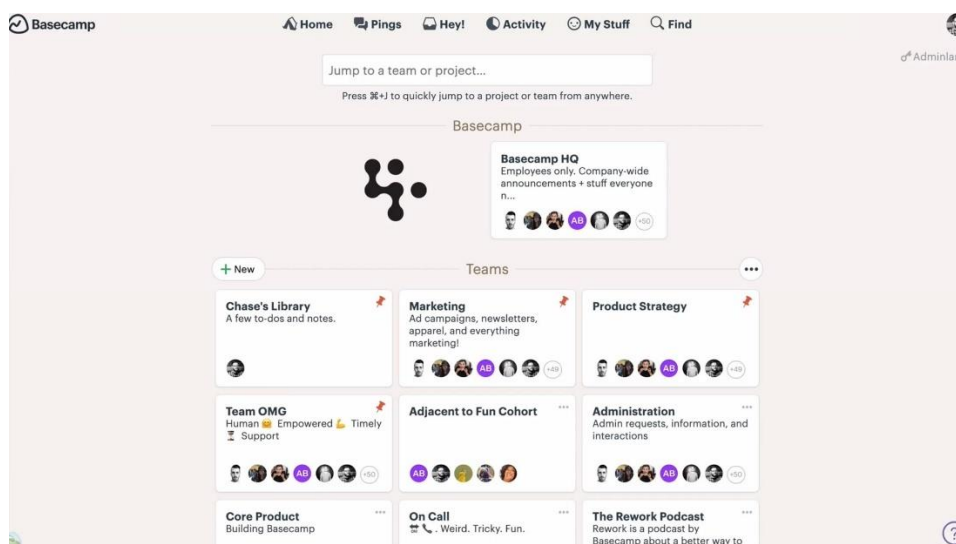 Basecamp
Home Pings Hey! Activity My Stuff Find
Jump to a team or project...
Press ⌘+J to quickly jump to a project or team from anywhere.
Basecamp
Basecamp HQ
Employees only. Company-wide
announcements + stuff everyone
n...
AB
+50
+ New
Teams
Chase's Library
A few to-dos and notes.
Marketing
Ad campaigns, newsletters,
apparel, and everything
marketing!
AB
+49
Product Strategy
AB
+49
Team OMG
Human 😊 Empowered 💪 Timely
⏳ Support
AB
+50
Adjacent to Fun Cohort
AB
Administration
Admin requests, information, and
interactions
AB
+50
Core Product
Building Basecamp
On Call
☎ 📞 . Weird. Tricky. Fun.
The Rework Podcast
Rework is a podcast by
Basecamp about a better way to
?